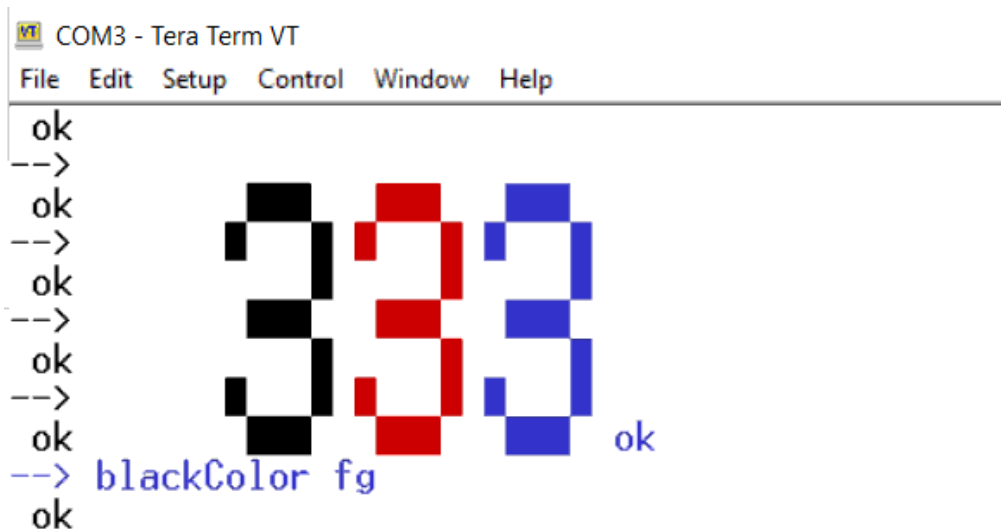 COM3 - Tera Term VT
File Edit Setup Control Window Help
ok
-->
ok
-->
ok
--> 333
ok
-->
ok ok
--> blackColor fg
ok